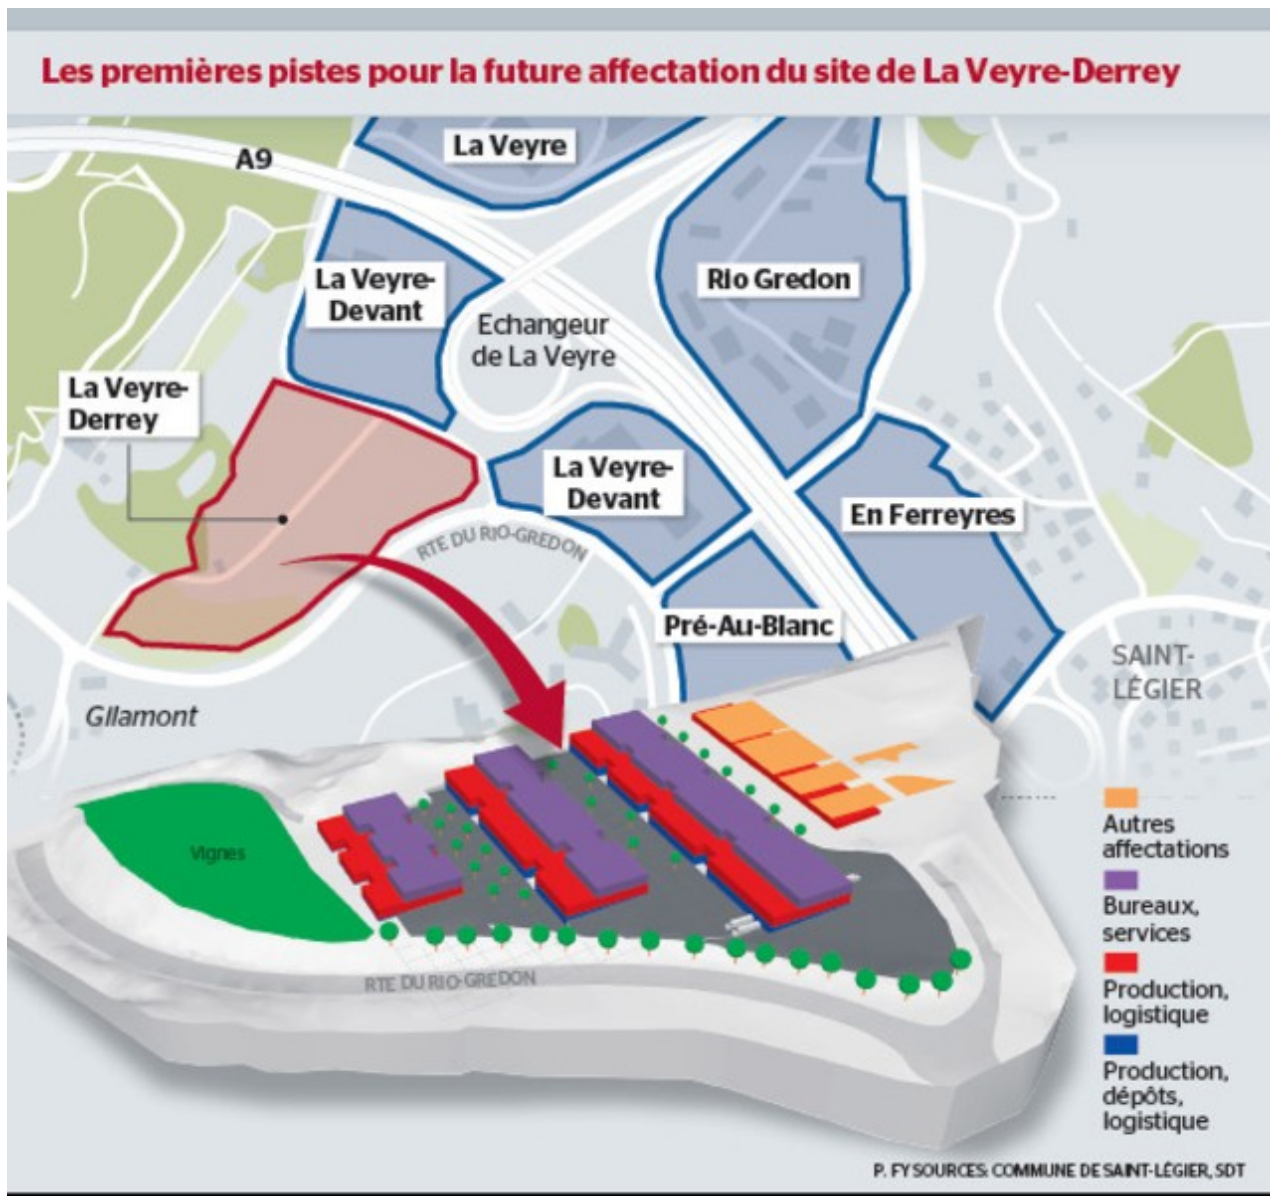 Les premières pistes pour la future affectation du site de La Veyre-Derrey
La Veyre
A9
La Veyre-
Devant
Rio Gredon
Echangeur
de La Veyre
La Veyre-
Derrey
La Veyre-
Devant
En Ferreyres
RTE DU RIO-GREDON
Pré-Au-Blanc
SAINT-
LÉGIER
GIlamont
Vignes
RTE DU RIO-GREDON
Autres
affectations
Bureaux,
services
Production,
logistique
Production,
dépôts,
logistique
P. FY SOURCES: COMMUNE DE SAINT-LÉGIER, SDT